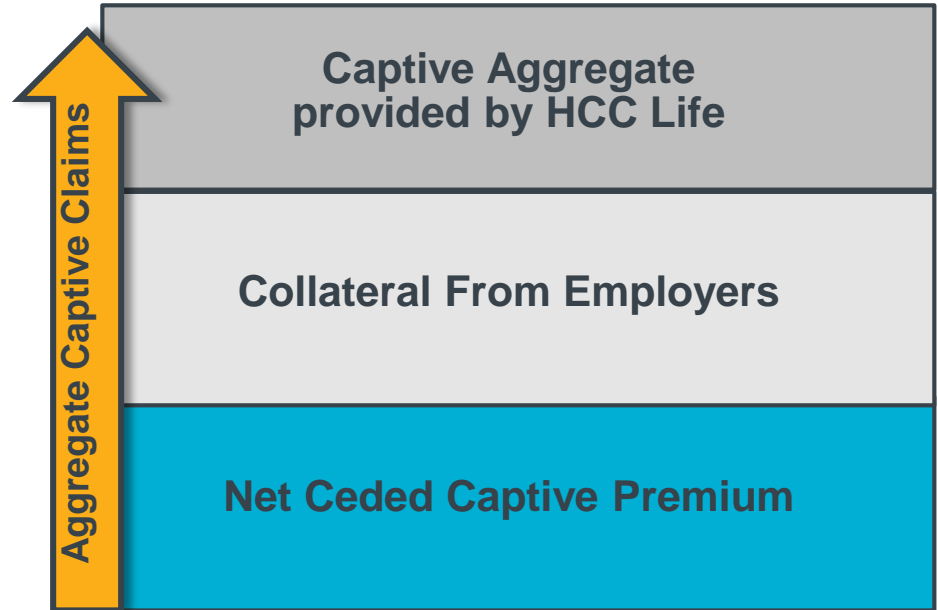 Captive Aggregate
provided by HCC Life
Collateral From Employers
Net Ceded Captive Premium
Aggregate Captive Claims